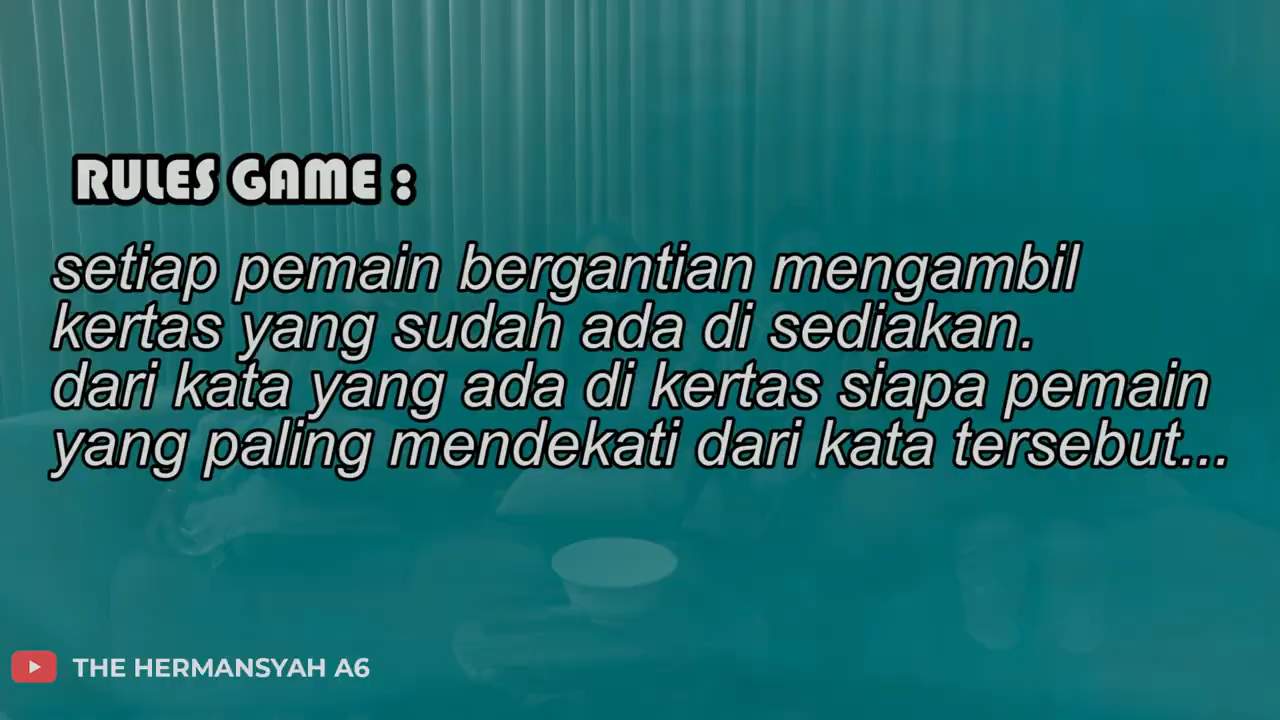 RULES GAME :
setiap pemain bergantian mengambil
kertas yang sudah ada di sediakan.
dari kata yang ada di kertas siapa pemain
yang paling mendekati dari kata tersebut...
THE HERMANSYAH A6